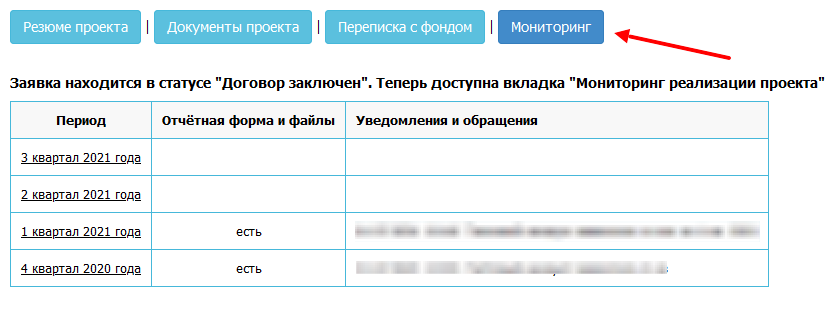 Резюме проекта | Документы проекта | Переписка с фондом | Мониторинг
Заявка находится в статусе "Договор заключен". Теперь доступна вкладка "Мониторинг реализации проекта"
Период Отчётная форма и файлы Уведомления и обращения
3 квартал 2021 года
2 квартал 2021 года
1 квартал 2021 года есть
4 квартал 2020 года есть